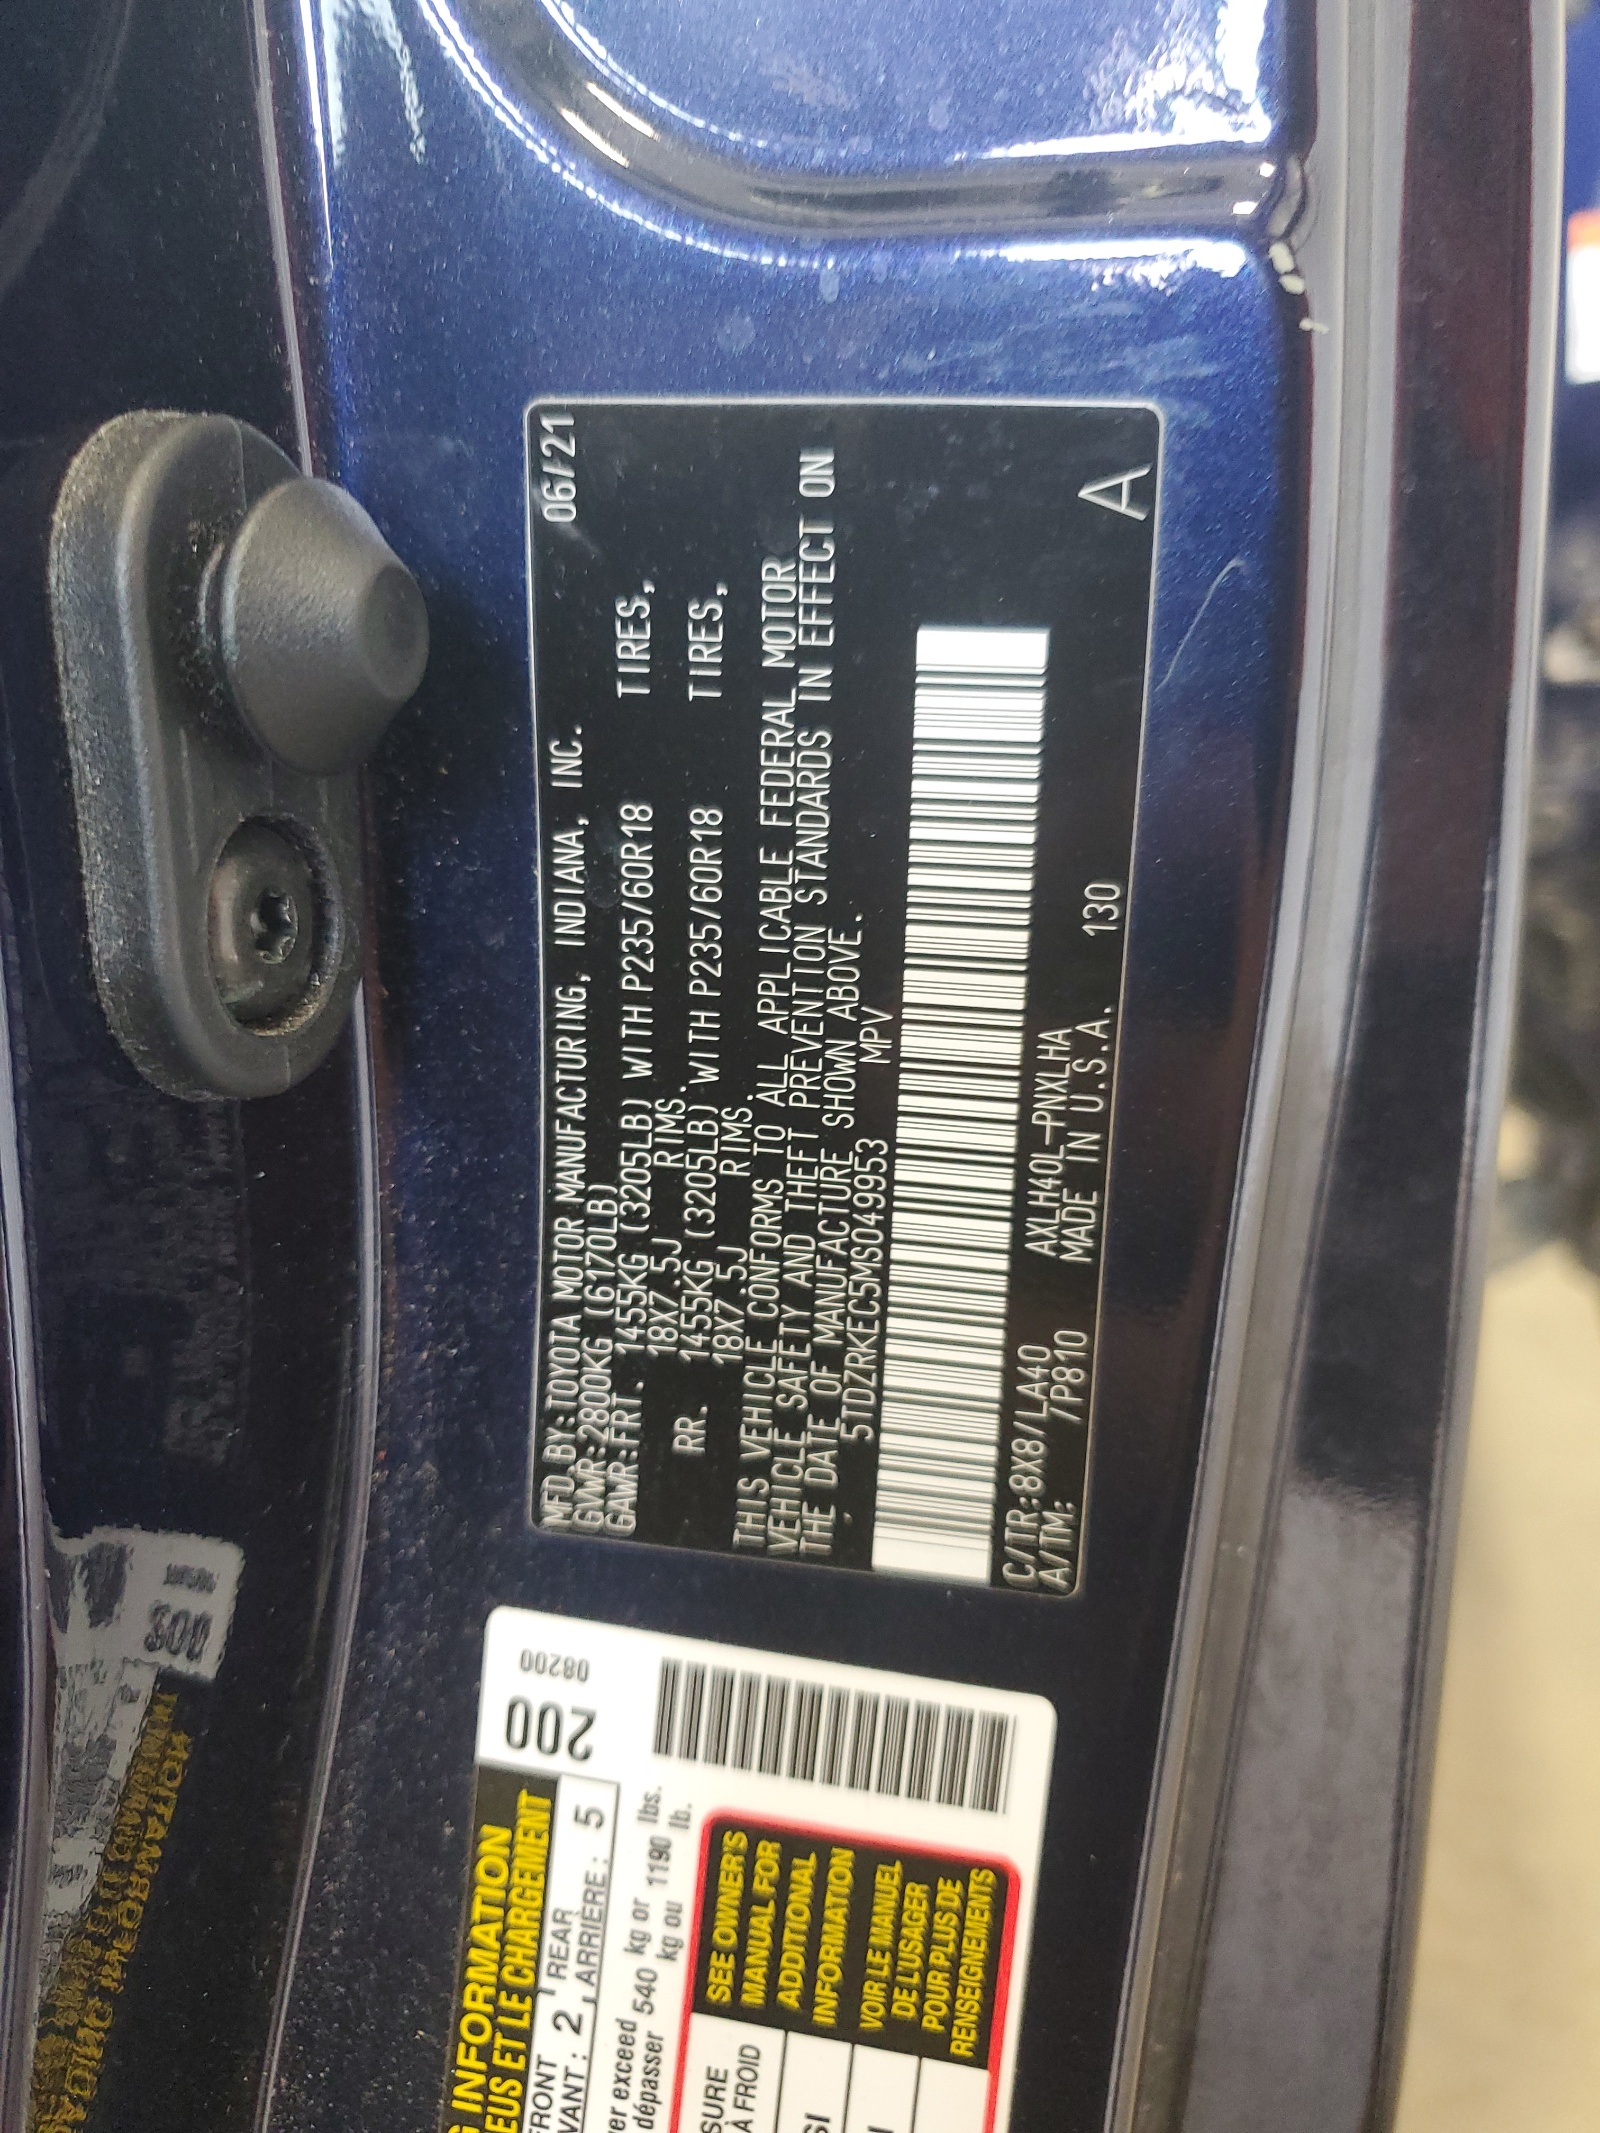 MFD.BY:TOYOTA MOTOR MANUFACTURING, INDIANA, INC. 06/21
GVWR:2800KG (6170LB)
GAWR:FRT. 1455KG (3205LB) WITH P235/60R18 TIRES,
18X7.5J RIMS.
RR. 1455KG (3205LB) WITH P235/60R18 TIRES,
18X7.5J RIMS.
THIS VEHICLE CONFORMS TO ALL APPLICABLE FEDERAL MOTOR
VEHICLE SAFETY AND THEFT PREVENTION STANDARDS IN EFFECT ON
THE DATE OF MANUFACTURE SHOWN ABOVE.
5TDZRKEC5MS049953 MPV
C/TR:8X8/LA40 AXLH40L-PNXLHA
A/TM: /P810 MADE IN U.S.A. 130
A
INFORMATION
ET LE CHARGEMENT
200
08200
FRONT
2
REAR
ARRIÈRE: 5
exceed 540 kg or 1190 lbs.
dépasser kg ou lb.
SEE OWNER'S
MANUAL FOR
ADDITIONAL
INFORMATION
VOIR LE MANUEL
DE L'USAGER
POUR PLUS DE
RENSEIGNEMENTS
À FROID